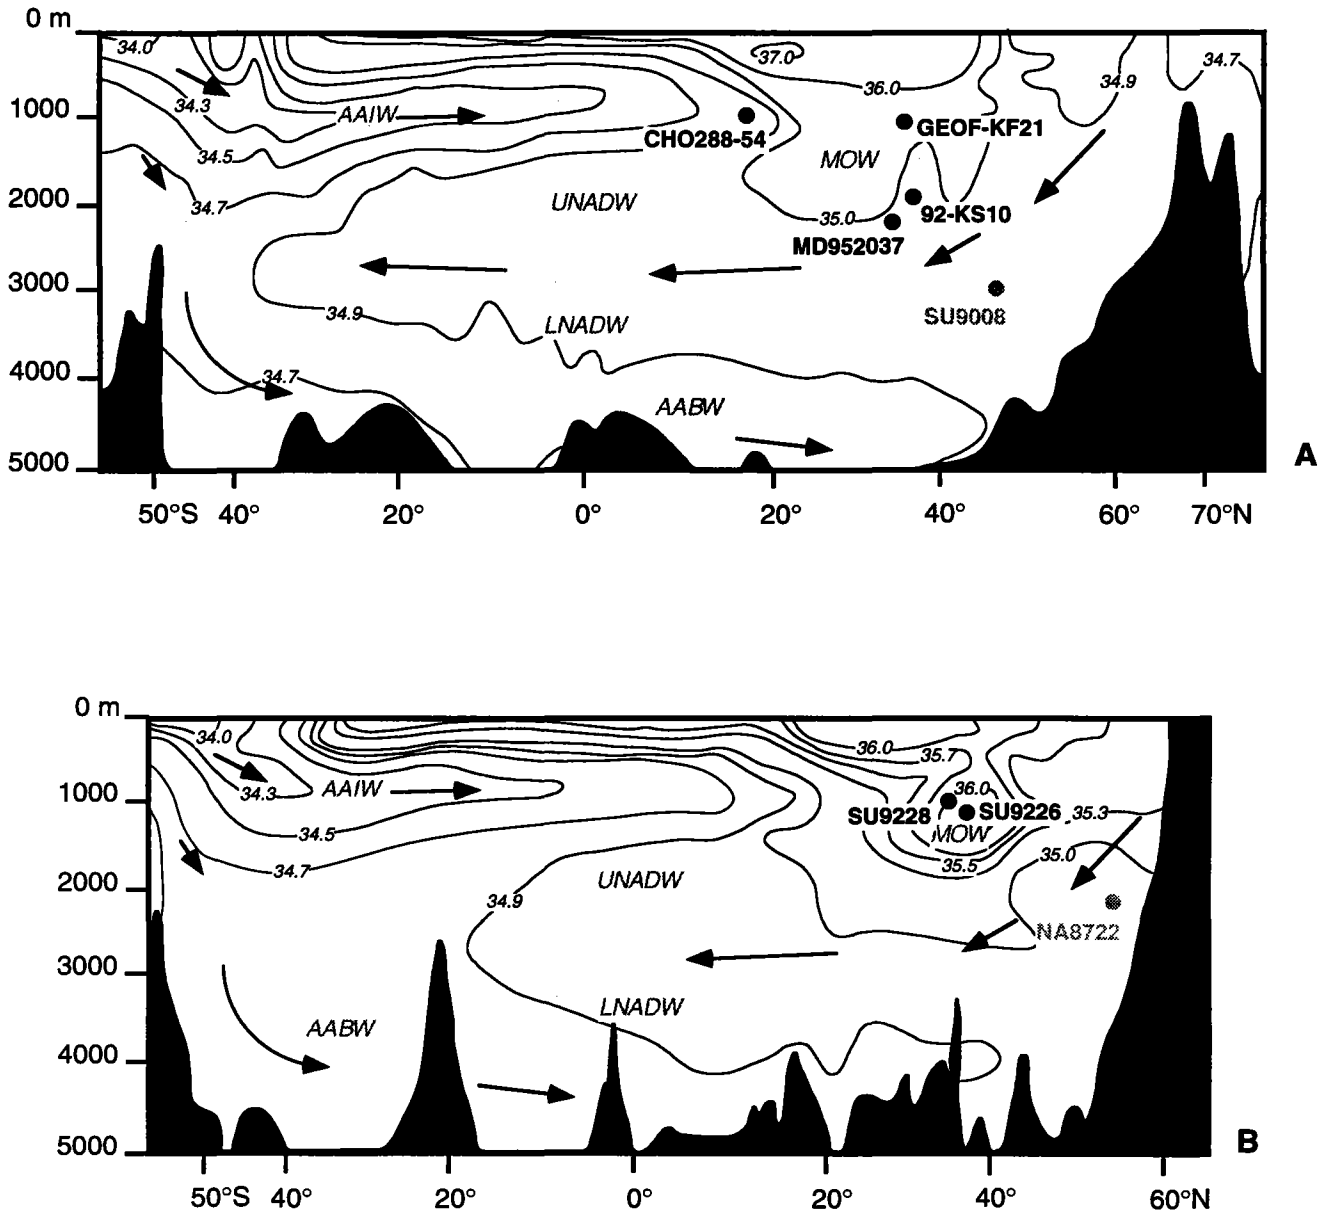 0 m
34.0
37.0
34.7
34.9
36.0
34.3
1000
AAIW
CHO288-54
GEOF-KF21
34.5
MOW
2000
34.7
UNADW
35.0
92-KS10
MD952037
3000
34.9
LNADW
SU9008
4000
34.7
AABW
5000
A
50°S 40° 20° 0° 20° 40° 60° 70°N
0 m
34.0
36.0
35.7
34.3
AAIW
36.0
1000
SU9228
SU9226
35.3
34.5
MOW
35.0
34.7
35.5
2000
UNADW
34.9
NA8722
3000
LNADW
AABW
4000
5000
B
50°S 40° 20° 0° 20° 40° 60°N